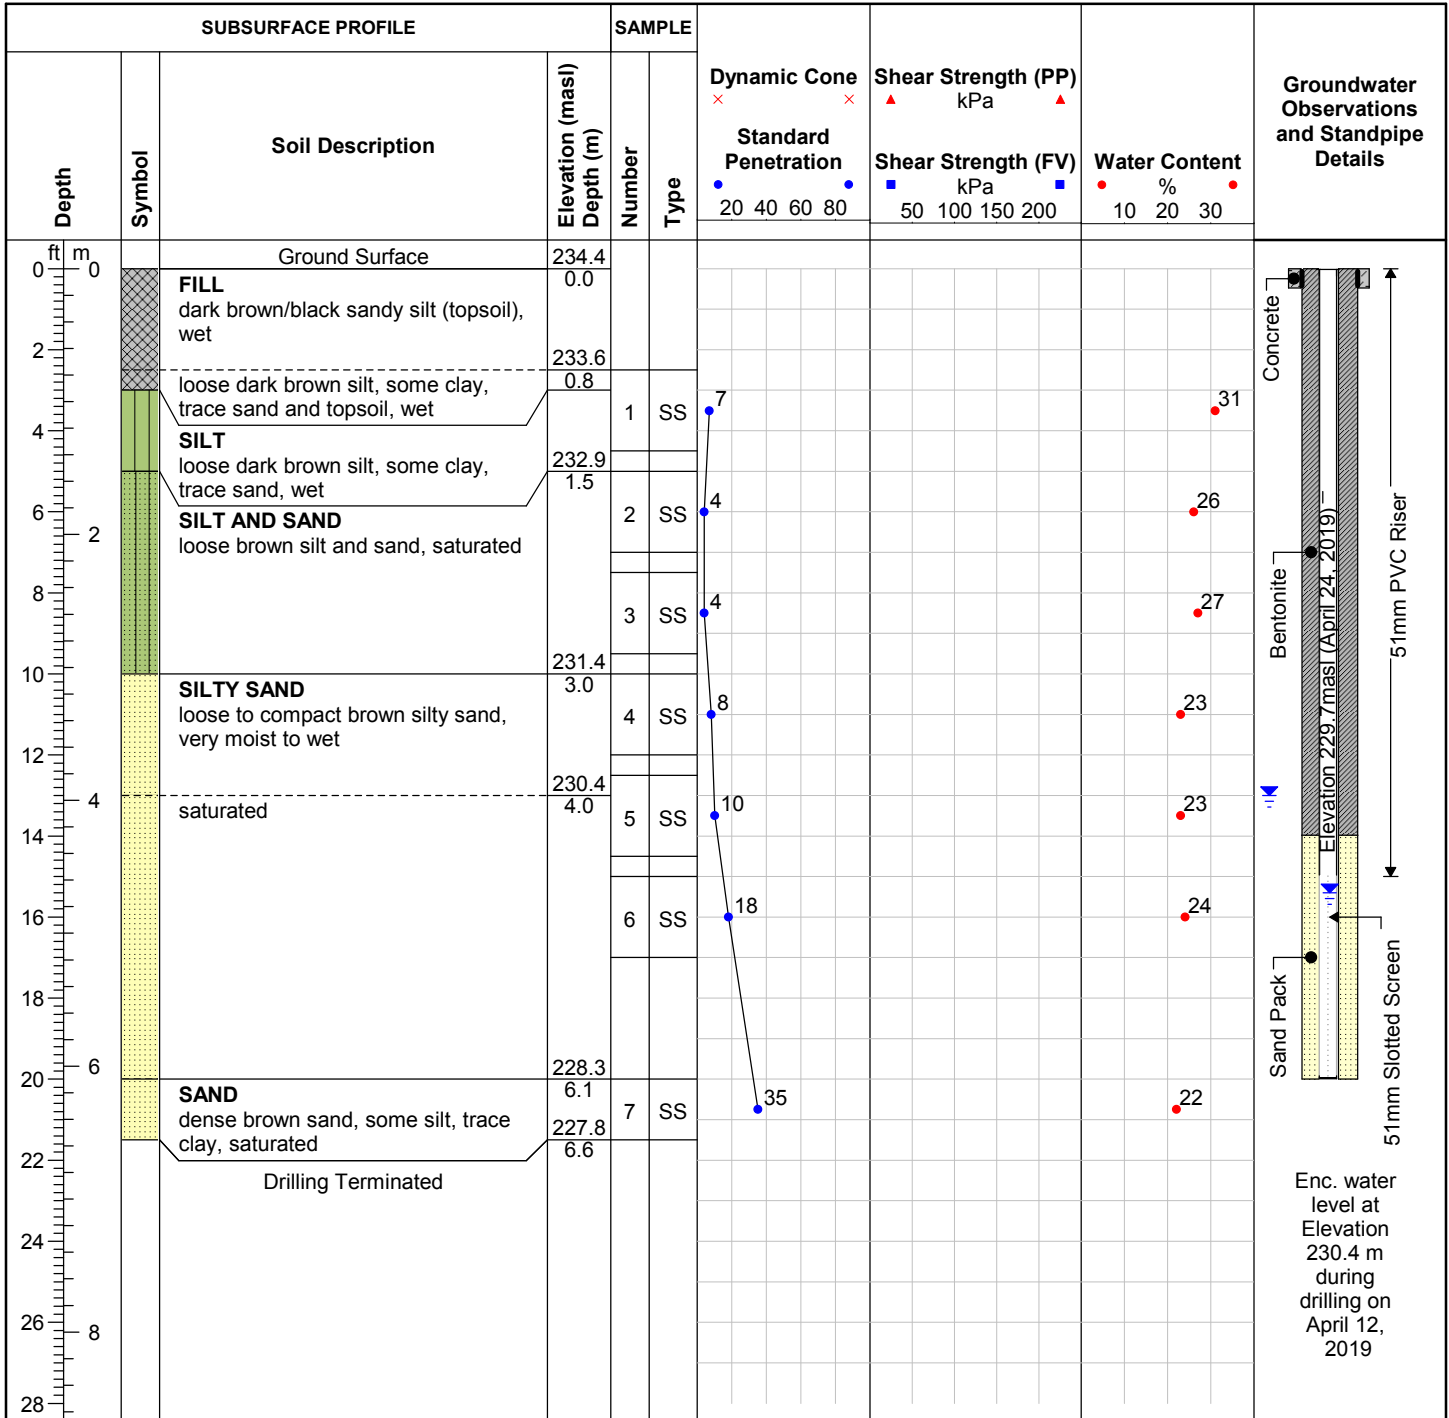 SUBSURFACE PROFILE
SAMPLE
Depth
Symbol
Soil Description
Elevation (masl)
Depth (m)
Number
Type
Dynamic Cone
Standard
Penetration
20 40 60 80
Shear Strength (PP)
kPa
Shear Strength (FV)
kPa
50 100 150 200
Water Content
%
10 20 30
Groundwater
Observations
and Standpipe
Details
ft m
0 0
2
4
6
2
8
10
12
4
14
16
18
6
20
22
24
26
8
28
Ground Surface
234.4
0.0
FILL
dark brown/black sandy silt (topsoil),
wet
233.6
0.8
loose dark brown silt, some clay,
trace sand and topsoil, wet
1 SS
7
31
SILT
loose dark brown silt, some clay,
trace sand, wet
232.9
1.5
SILT AND SAND
loose brown silt and sand, saturated
2 SS
4
26
3 SS
4
27
231.4
3.0
SILTY SAND
loose to compact brown silty sand,
very moist to wet
4 SS
8
23
230.4
4.0
saturated
5 SS
10
23
6 SS
18
24
228.3
6.1
SAND
dense brown sand, some silt, trace
clay, saturated
7 SS
35
22
227.8
6.6
Drilling Terminated
Concrete
Bentonite
Elevation 229.7masl (April 24, 2019)
51mm PVC Riser
Sand Pack
51mm Slotted Screen
Enc. water
level at
Elevation
230.4 m
during
drilling on
April 12,
2019